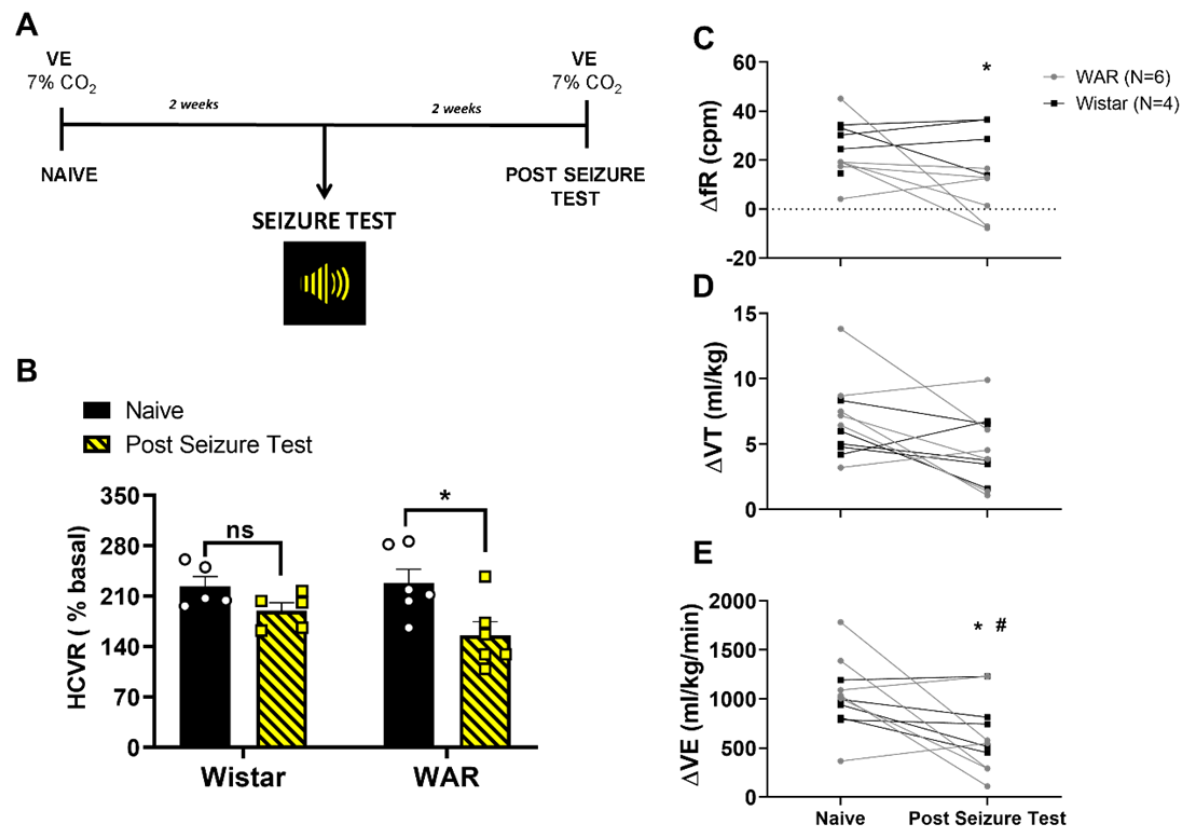 A
VE
7% CO₂
VE
7% CO₂
2 weeks
2 weeks
NAIVE
POST SEIZURE
TEST
SEIZURE TEST
B
Naive
Post Seizure Test
HCVR ( % basal)
350
280
210
140
70
0
ns
*
Wistar
WAR
C
ΔfR (cpm)
60
40
20
0
-20
*
WAR (N=6)
Wistar (N=4)
D
ΔVT (ml/kg)
15
10
5
0
E
ΔVE (ml/kg/min)
2000
1500
1000
500
0
* #
Naive
Post Seizure Test